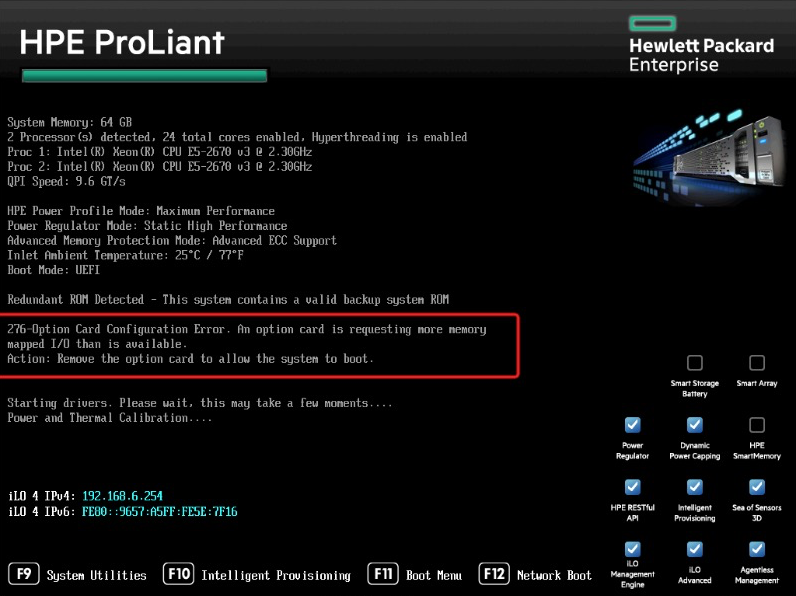 HPE ProLiant
Hewlett Packard
Enterprise
System Memory: 64 GB
2 Processor(s) detected, 24 total cores enabled, Hyperthreading is enabled
Proc 1: Intel(R) Xeon(R) CPU E5-2670 v3 @ 2.30GHz
Proc 2: Intel(R) Xeon(R) CPU E5-2670 v3 @ 2.30GHz
QPI Speed: 9.6 GT/s
HPE Power Profile Mode: Maximum Performance
Power Regulator Mode: Static High Performance
Advanced Memory Protection Mode: Advanced ECC Support
Inlet Ambient Temperature: 25°C / 77°F
Boot Mode: UEFI
Redundant ROM Detected - This system contains a valid backup system ROM
276-Option Card Configuration Error. An option card is requesting more memory
mapped I/O than is available.
Action: Remove the option card to allow the system to boot.
Starting drivers. Please wait, this may take a few moments....
Power and Thermal Calibration....
Smart Storage
Battery
Smart Array
Power
Regulator
Dynamic
Power Capping
HPE
SmartMemory
HPE RESTful
API
Intelligent
Provisioning
Sea of Sensors
3D
iLO
Management
Engine
iLO
Advanced
Agentless
Management
iLO 4 IPv4: 192.168.6.254
iLO 4 IPv6: FE80::9657:A5FF:FE5E:7F16
F9 System Utilities
F10 Intelligent Provisioning
F11 Boot Menu
F12 Network Boot